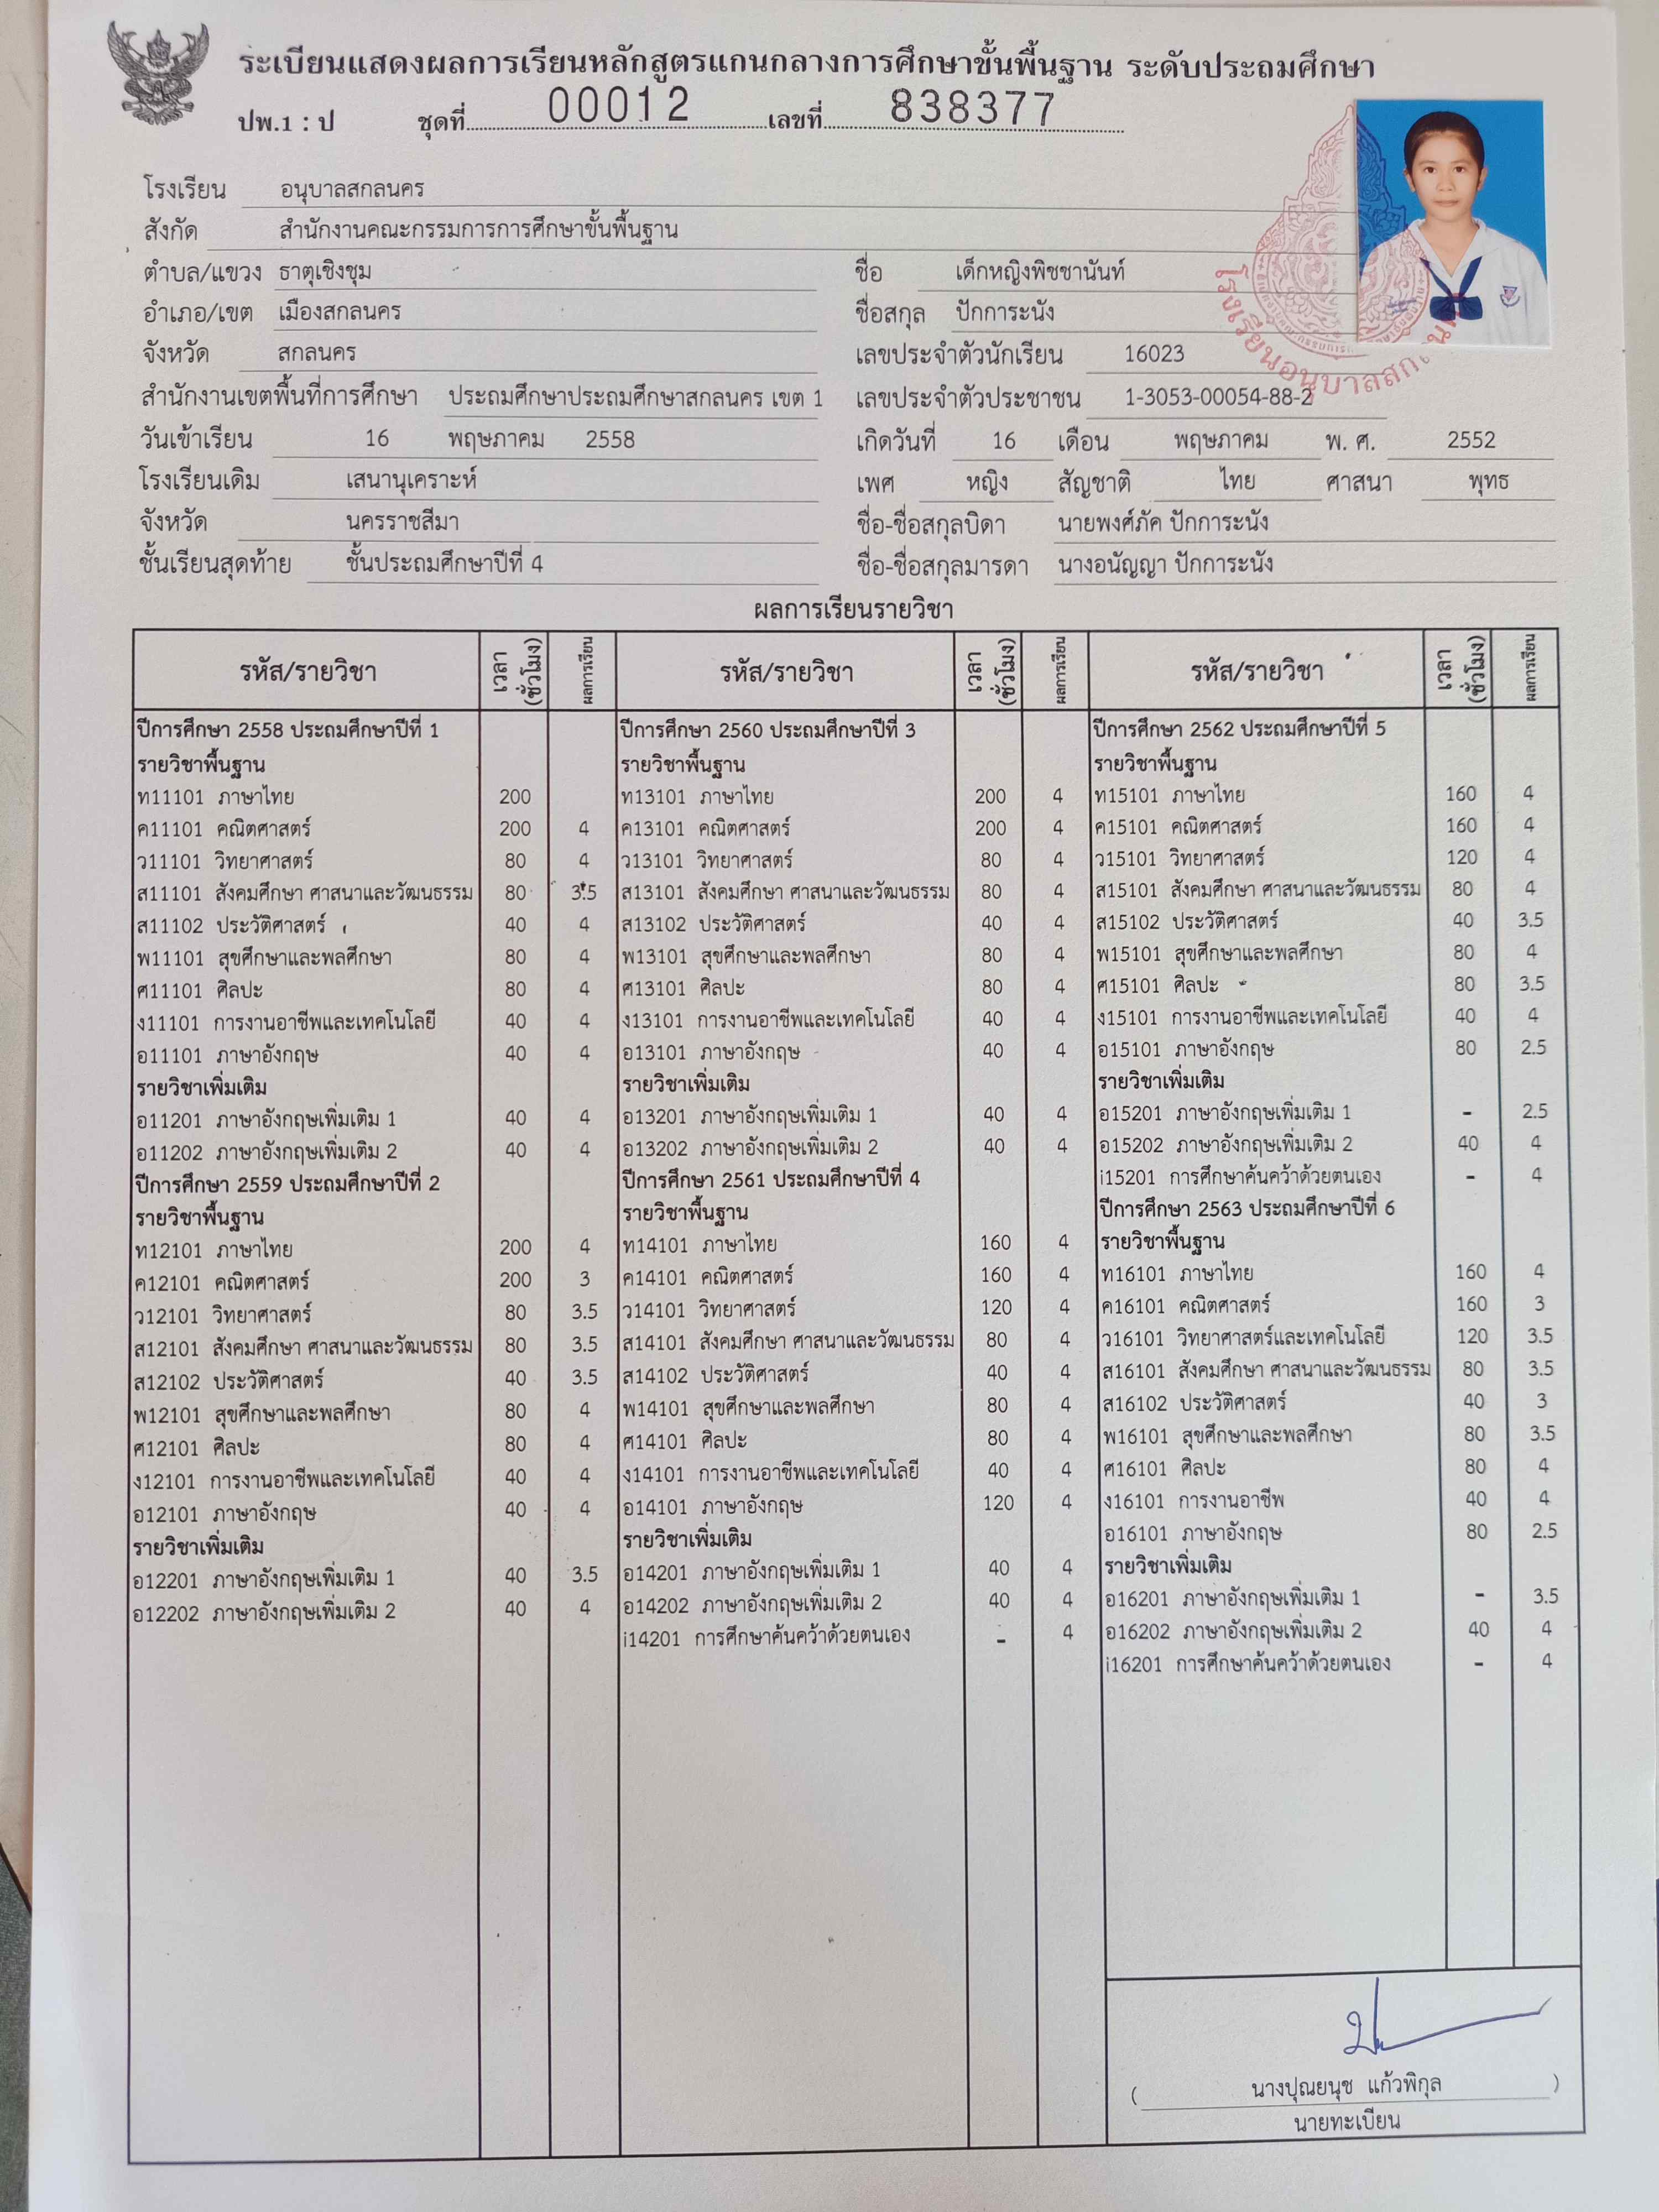 ระเบียนแสดงผลการเรียนหลักสูตรแกนกลางการศึกษาขั้นพื้นฐาน ระดับประถมศึกษา
ปพ.1 : ป ชุดที่ 00012 เลขที่ 838377
โรงเรียน อนุบาลสกลนคร
สังกัด สำนักงานคณะกรรมการการศึกษาขั้นพื้นฐาน
ตำบล/แขวง ธาตุเชิงชุม
อำเภอ/เขต เมืองสกลนคร
จังหวัด สกลนคร
สำนักงานเขตพื้นที่การศึกษา ประถมศึกษาประถมศึกษาสกลนคร เขต 1
วันเข้าเรียน 16 พฤษภาคม 2558
โรงเรียนเดิม เสนานุเคราะห์
จังหวัด นครราชสีมา
ชั้นเรียนสุดท้าย ชั้นประถมศึกษาปีที่ 4
ชื่อ เด็กหญิงพิชชานันท์
ชื่อสกุล ปักการะนัง
เลขประจำตัวนักเรียน 16023
เลขประจำตัวประชาชน 1-3053-00054-88-2
เกิดวันที่ 16 เดือน พฤษภาคม พ. ศ. 2552
เพศ หญิง สัญชาติ ไทย ศาสนา พุทธ
ชื่อ-ชื่อสกุลบิดา นายพงศ์ภัค ปักการะนัง
ชื่อ-ชื่อสกุลมารดา นางอนัญญา ปักการะนัง
โรงเรียนอนุบาลสกลนคร
ผลการเรียนรายวิชา
รหัส/รายวิชา เวลา (ชั่วโมง) ผลการเรียน
ปีการศึกษา 2558 ประถมศึกษาปีที่ 1
รายวิชาพื้นฐาน
ท11101 ภาษาไทย 200
ค11101 คณิตศาสตร์ 200 4
ว11101 วิทยาศาสตร์ 80 4
ส11101 สังคมศึกษา ศาสนาและวัฒนธรรม 80 3.5
ส11102 ประวัติศาสตร์ 40 4
พ11101 สุขศึกษาและพลศึกษา 80 4
ศ11101 ศิลปะ 80 4
ง11101 การงานอาชีพและเทคโนโลยี 40 4
อ11101 ภาษาอังกฤษ 40 4
รายวิชาเพิ่มเติม
อ11201 ภาษาอังกฤษเพิ่มเติม 1 40 4
อ11202 ภาษาอังกฤษเพิ่มเติม 2 40 4
ปีการศึกษา 2559 ประถมศึกษาปีที่ 2
รายวิชาพื้นฐาน
ท12101 ภาษาไทย 200 4
ค12101 คณิตศาสตร์ 200 3
ว12101 วิทยาศาสตร์ 80 3.5
ส12101 สังคมศึกษา ศาสนาและวัฒนธรรม 80 3.5
ส12102 ประวัติศาสตร์ 40 3.5
พ12101 สุขศึกษาและพลศึกษา 80 4
ศ12101 ศิลปะ 80 4
ง12101 การงานอาชีพและเทคโนโลยี 40 4
อ12101 ภาษาอังกฤษ 40 4
รายวิชาเพิ่มเติม
อ12201 ภาษาอังกฤษเพิ่มเติม 1 40 3.5
อ12202 ภาษาอังกฤษเพิ่มเติม 2 40 4
รหัส/รายวิชา เวลา (ชั่วโมง) ผลการเรียน
ปีการศึกษา 2560 ประถมศึกษาปีที่ 3
รายวิชาพื้นฐาน
ท13101 ภาษาไทย 200 4
ค13101 คณิตศาสตร์ 200 4
ว13101 วิทยาศาสตร์ 80 4
ส13101 สังคมศึกษา ศาสนาและวัฒนธรรม 80 4
ส13102 ประวัติศาสตร์ 40 4
พ13101 สุขศึกษาและพลศึกษา 80 4
ศ13101 ศิลปะ 80 4
ง13101 การงานอาชีพและเทคโนโลยี 40 4
อ13101 ภาษาอังกฤษ 40 4
รายวิชาเพิ่มเติม
อ13201 ภาษาอังกฤษเพิ่มเติม 1 40 4
อ13202 ภาษาอังกฤษเพิ่มเติม 2 40 4
ปีการศึกษา 2561 ประถมศึกษาปีที่ 4
รายวิชาพื้นฐาน
ท14101 ภาษาไทย 160 4
ค14101 คณิตศาสตร์ 160 4
ว14101 วิทยาศาสตร์ 120 4
ส14101 สังคมศึกษา ศาสนาและวัฒนธรรม 80 4
ส14102 ประวัติศาสตร์ 40 4
พ14101 สุขศึกษาและพลศึกษา 80 4
ศ14101 ศิลปะ 80 4
ง14101 การงานอาชีพและเทคโนโลยี 40 4
อ14101 ภาษาอังกฤษ 120 4
รายวิชาเพิ่มเติม
อ14201 ภาษาอังกฤษเพิ่มเติม 1 40 4
อ14202 ภาษาอังกฤษเพิ่มเติม 2 40 4
i14201 การศึกษาค้นคว้าด้วยตนเอง - 4
รหัส/รายวิชา เวลา (ชั่วโมง) ผลการเรียน
ปีการศึกษา 2562 ประถมศึกษาปีที่ 5
รายวิชาพื้นฐาน
ท15101 ภาษาไทย 160 4
ค15101 คณิตศาสตร์ 160 4
ว15101 วิทยาศาสตร์ 120 4
ส15101 สังคมศึกษา ศาสนาและวัฒนธรรม 80 4
ส15102 ประวัติศาสตร์ 40 3.5
พ15101 สุขศึกษาและพลศึกษา 80 4
ศ15101 ศิลปะ 80 3.5
ง15101 การงานอาชีพและเทคโนโลยี 40 4
อ15101 ภาษาอังกฤษ 80 2.5
รายวิชาเพิ่มเติม
อ15201 ภาษาอังกฤษเพิ่มเติม 1 - 2.5
อ15202 ภาษาอังกฤษเพิ่มเติม 2 40 4
i15201 การศึกษาค้นคว้าด้วยตนเอง - 4
ปีการศึกษา 2563 ประถมศึกษาปีที่ 6
รายวิชาพื้นฐาน
ท16101 ภาษาไทย 160 4
ค16101 คณิตศาสตร์ 160 3
ว16101 วิทยาศาสตร์และเทคโนโลยี 120 3.5
ส16101 สังคมศึกษา ศาสนาและวัฒนธรรม 80 3.5
ส16102 ประวัติศาสตร์ 40 3
พ16101 สุขศึกษาและพลศึกษา 80 3.5
ศ16101 ศิลปะ 80 4
ง16101 การงานอาชีพ 40 4
อ16101 ภาษาอังกฤษ 80 2.5
รายวิชาเพิ่มเติม
อ16201 ภาษาอังกฤษเพิ่มเติม 1 - 3.5
อ16202 ภาษาอังกฤษเพิ่มเติม 2 40 4
i16201 การศึกษาค้นคว้าด้วยตนเอง - 4
( นางปุณยนุช แก้วพิกุล )
นายทะเบียน